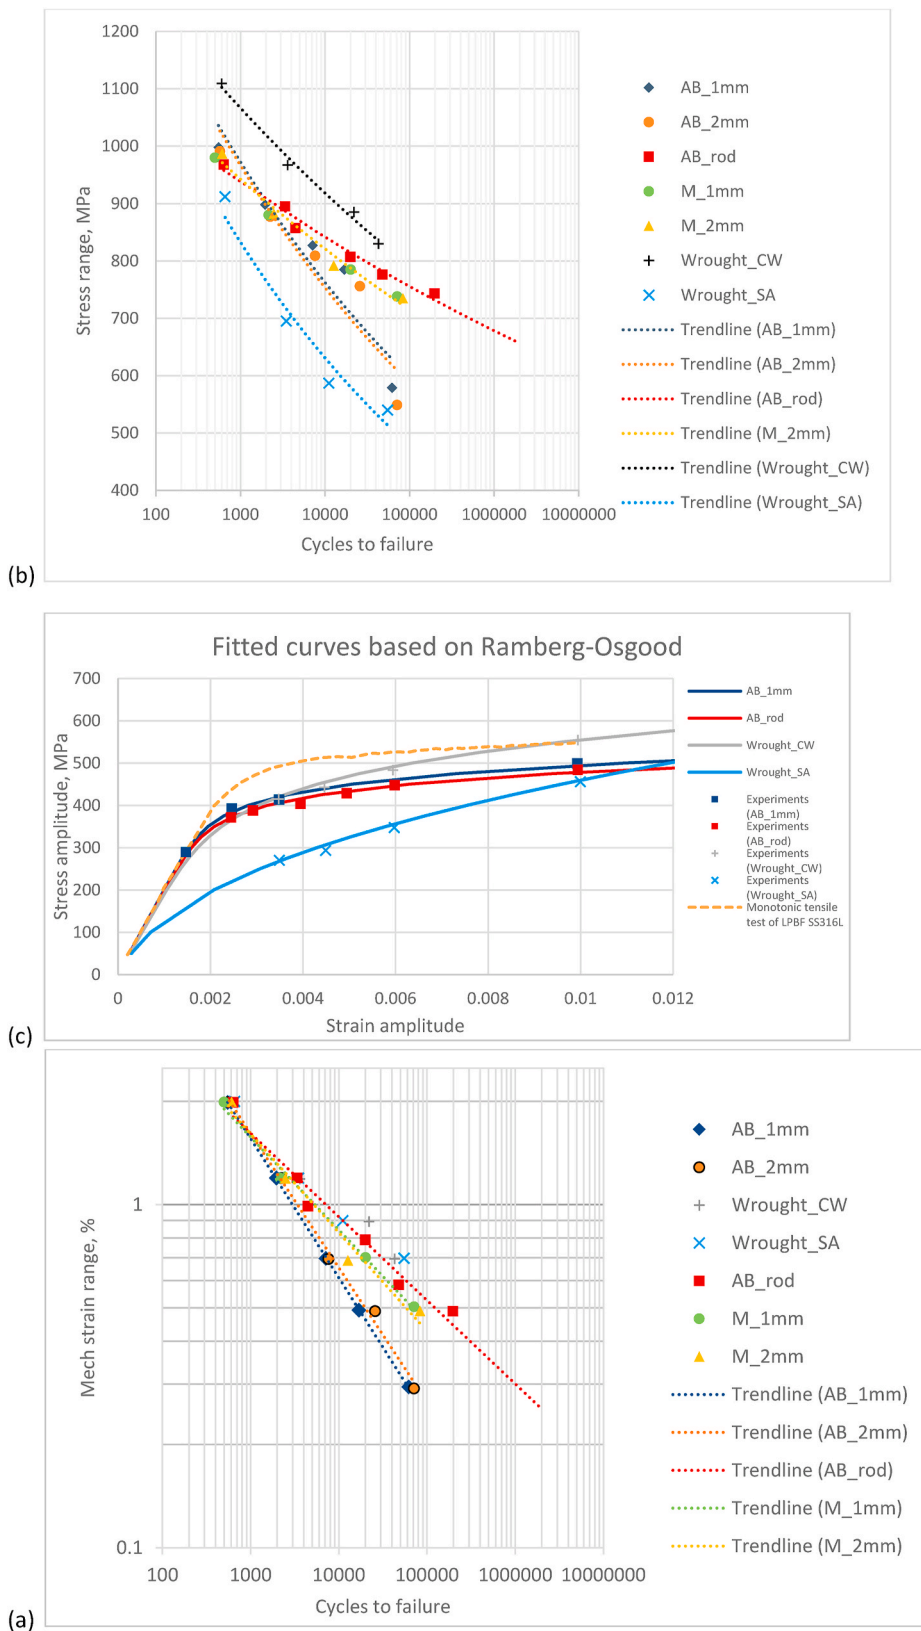 1200
1100
1000
900
800
700
600
500
400
Stress range, MPa
100
1000
10000
100000
1000000
10000000
Cycles to failure
AB_1mm
AB_2mm
AB_rod
M_1mm
M_2mm
Wrought_CW
Wrought_SA
Trendline (AB_1mm)
Trendline (AB_2mm)
Trendline (AB_rod)
Trendline (M_2mm)
Trendline (Wrought_CW)
Trendline (Wrought_SA)
(b)
Fitted curves based on Ramberg-Osgood
700
600
500
400
300
200
100
0
Stress amplitude, MPa
0
0.002
0.004
0.006
0.008
0.01
0.012
Strain amplitude
AB_1mm
AB_rod
Wrought_CW
Wrought_SA
Experiments
(AB_1mm)
Experiments
(AB_rod)
Experiments
(Wrought_CW)
Experiments
(Wrought_SA)
Monotonic tensile
test of LPBF SS316L
(c)
1
0.1
Mech strain range, %
100
1000
10000
100000
1000000
10000000
Cycles to failure
AB_1mm
AB_2mm
Wrought_CW
Wrought_SA
AB_rod
M_1mm
M_2mm
Trendline (AB_1mm)
Trendline (AB_2mm)
Trendline (AB_rod)
Trendline (M_1mm)
Trendline (M_2mm)
(a)